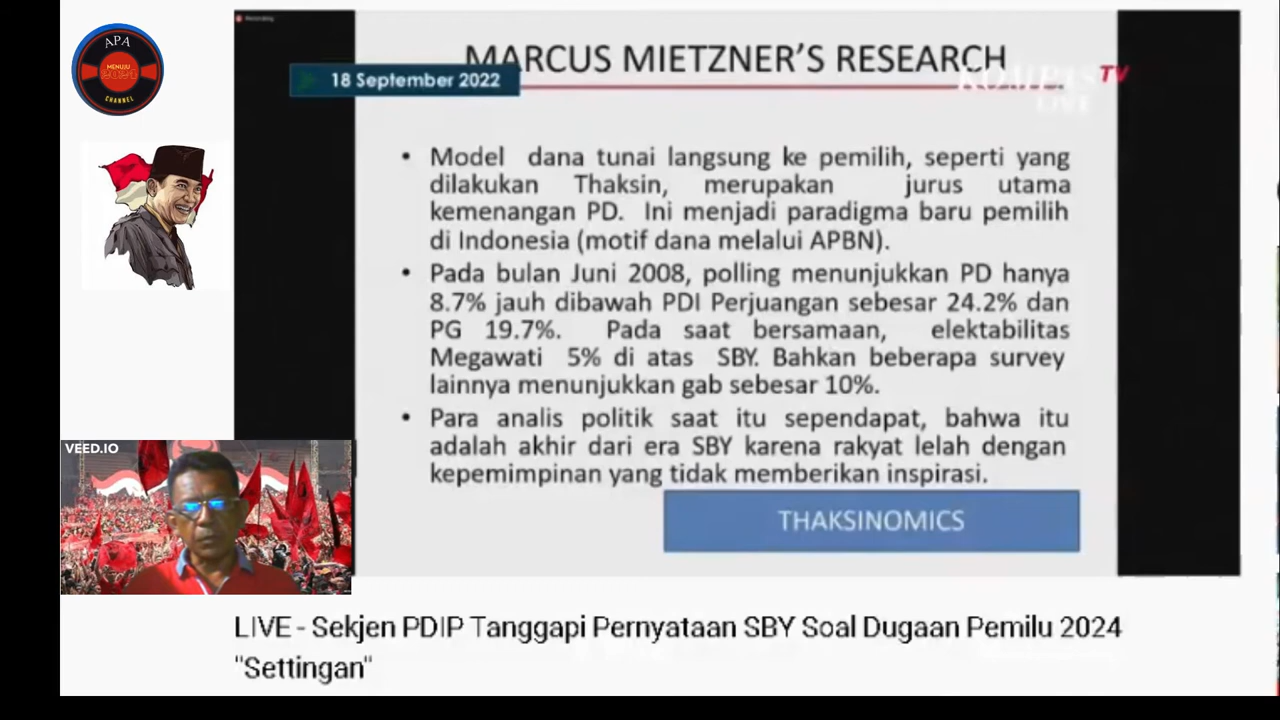 APA
MENUJU
2024
CHANNEL
Recording
MARCUS MIETZNER'S RESEARCH
18 September 2022
KOMPAS TV
LIVE
• Model dana tunai langsung ke pemilih, seperti yang
dilakukan Thaksin, merupakan jurus utama
kemenangan PD. Ini menjadi paradigma baru pemilih
di Indonesia (motif dana melalui APBN).
• Pada bulan Juni 2008, polling menunjukkan PD hanya
8.7% jauh dibawah PDI Perjuangan sebesar 24.2% dan
PG 19.7%. Pada saat bersamaan, elektabilitas
Megawati 5% di atas SBY. Bahkan beberapa survey
lainnya menunjukkan gab sebesar 10%.
• Para analis politik saat itu sependapat, bahwa itu
adalah akhir dari era SBY karena rakyat lelah dengan
kepemimpinan yang tidak memberikan inspirasi.
THAKSINOMICS
VEED.IO
LIVE - Sekjen PDIP Tanggapi Pernyataan SBY Soal Dugaan Pemilu 2024
"Settingan"